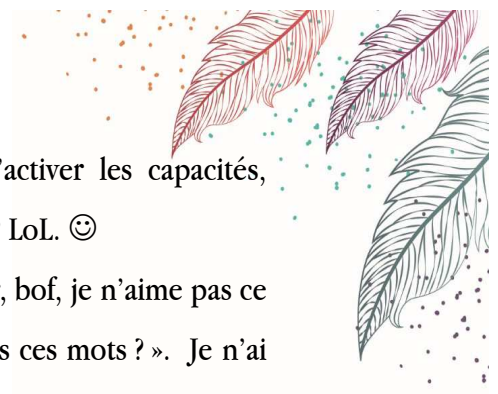 'activer les capacités,
LoL. ☺
, bof, je n'aime pas ce
s ces mots ? ». Je n'ai